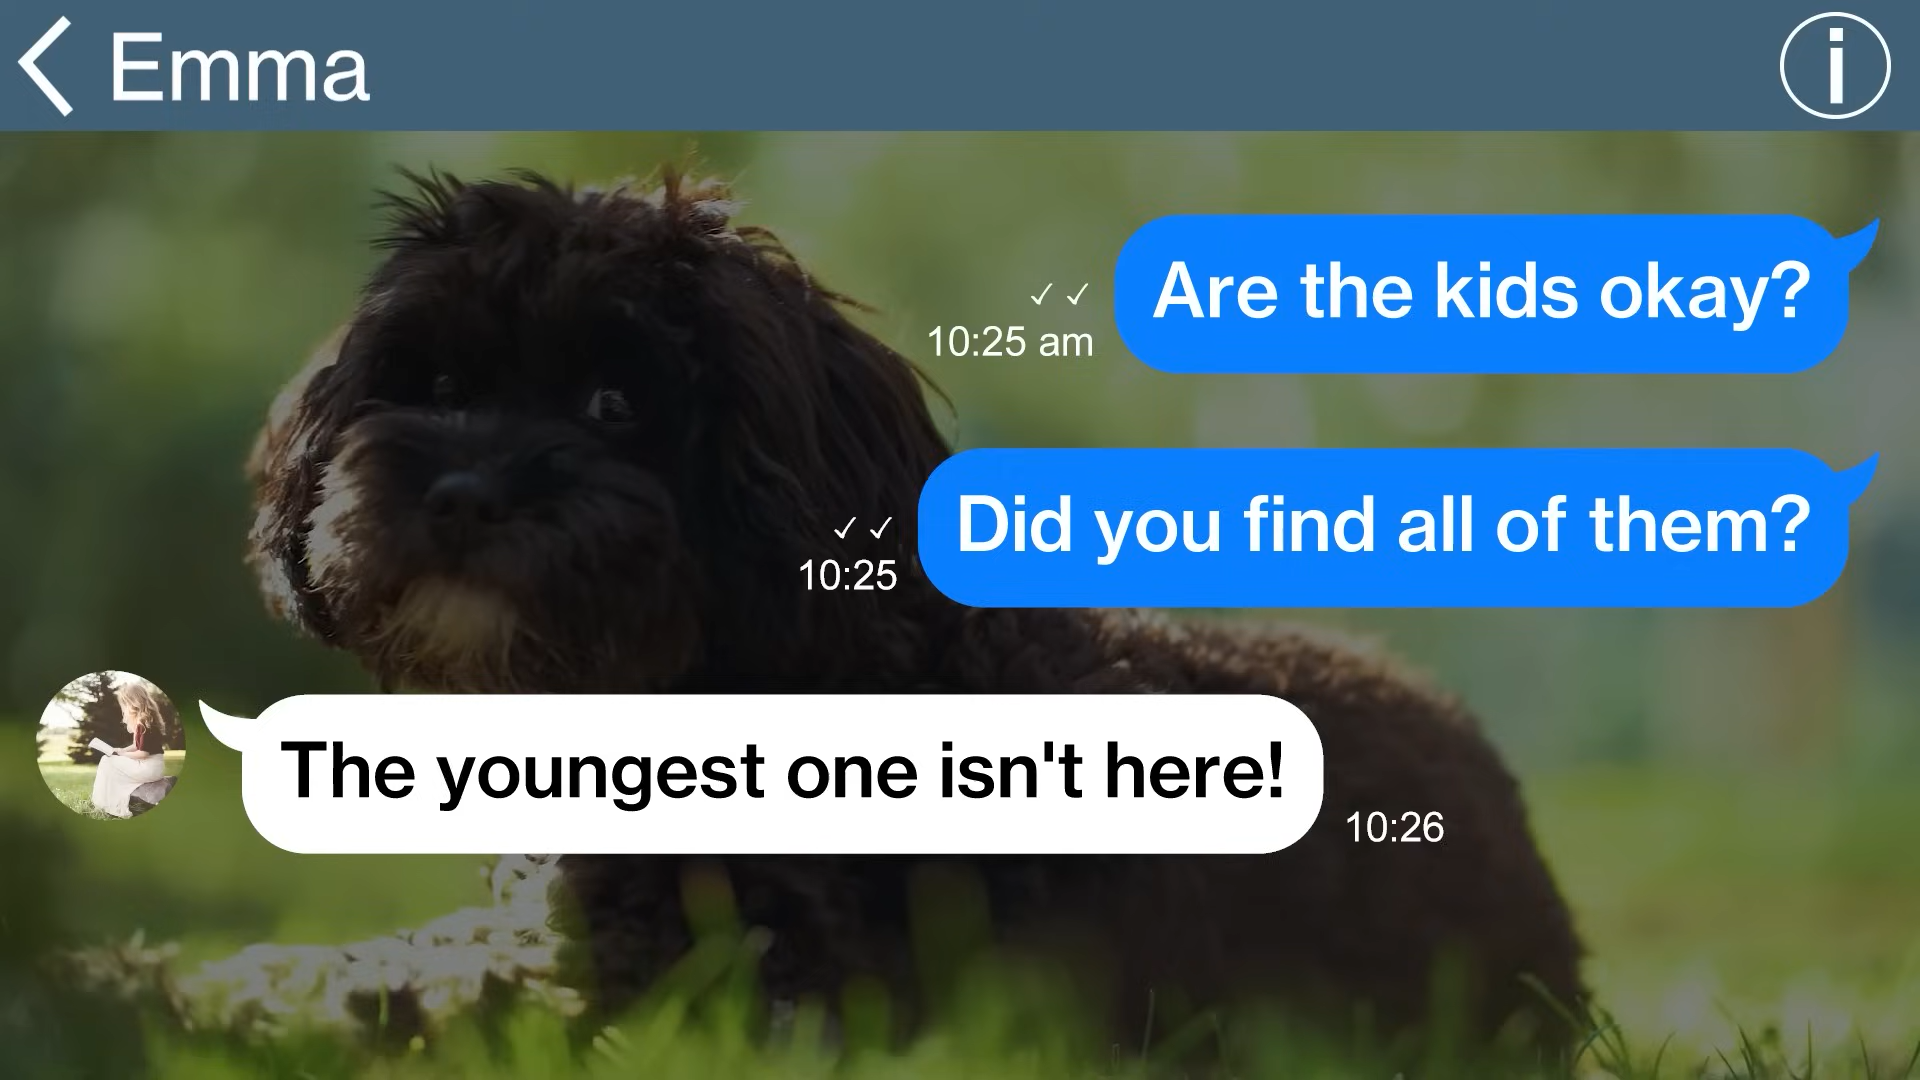 Emma
Are the kids okay?
10:25 am
Did you find all of them?
10:25
The youngest one isn't here!
10:26